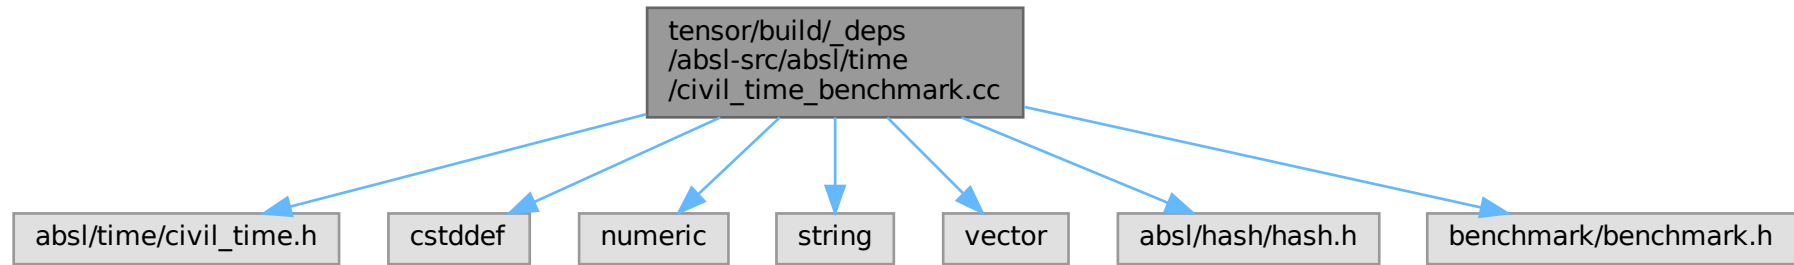 tensor/build/_deps
/absl-src/absl/time
/civil_time_benchmark.cc
absl/time/civil_time.h
cstddef
numeric
string
vector
absl/hash/hash.h
benchmark/benchmark.h